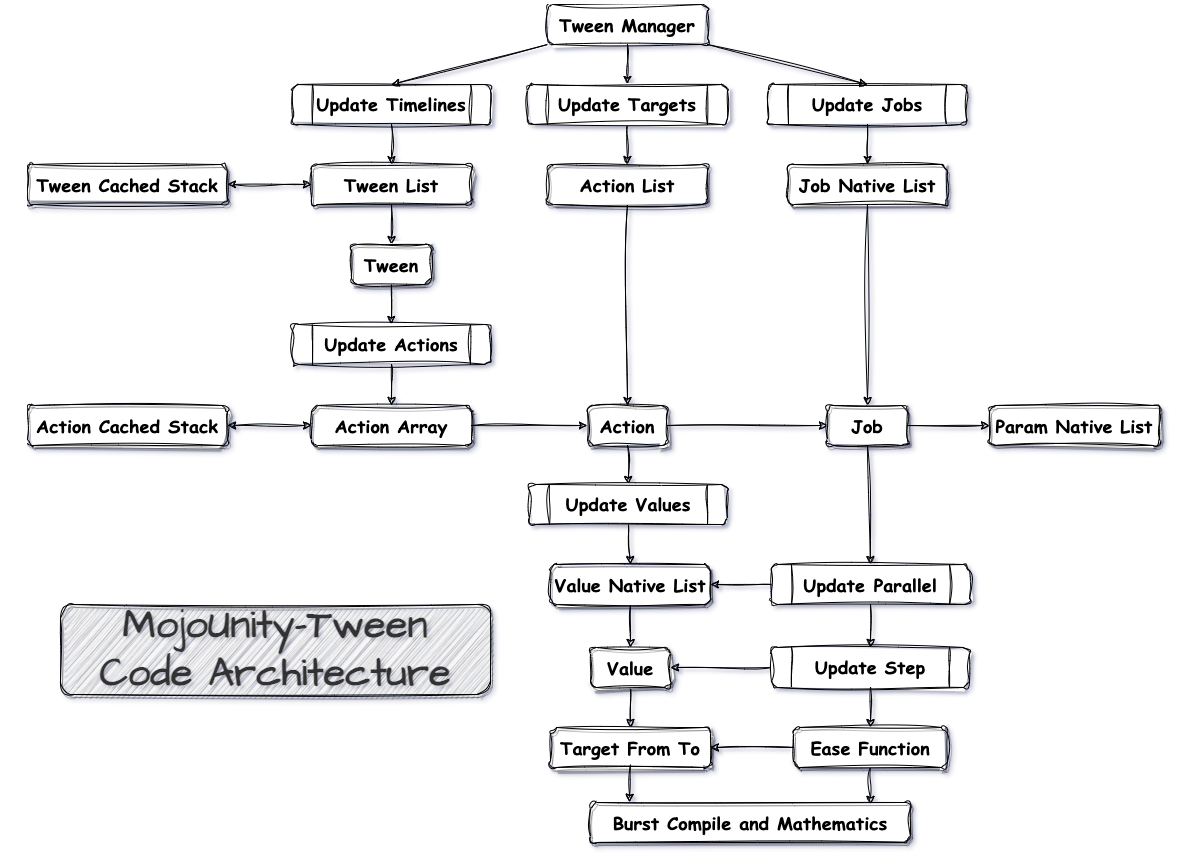 Tween Manager
Update Timelines
Update Targets
Update Jobs
Tween Cached Stack
Tween List
Action List
Job Native List
Tween
Update Actions
Action Cached Stack
Action Array
Action
Job
Param Native List
Update Values
Value Native List
Update Parallel
MojoUnity-Tween
Code Architecture
Value
Update Step
Target From To
Ease Function
Burst Compile and Mathematics